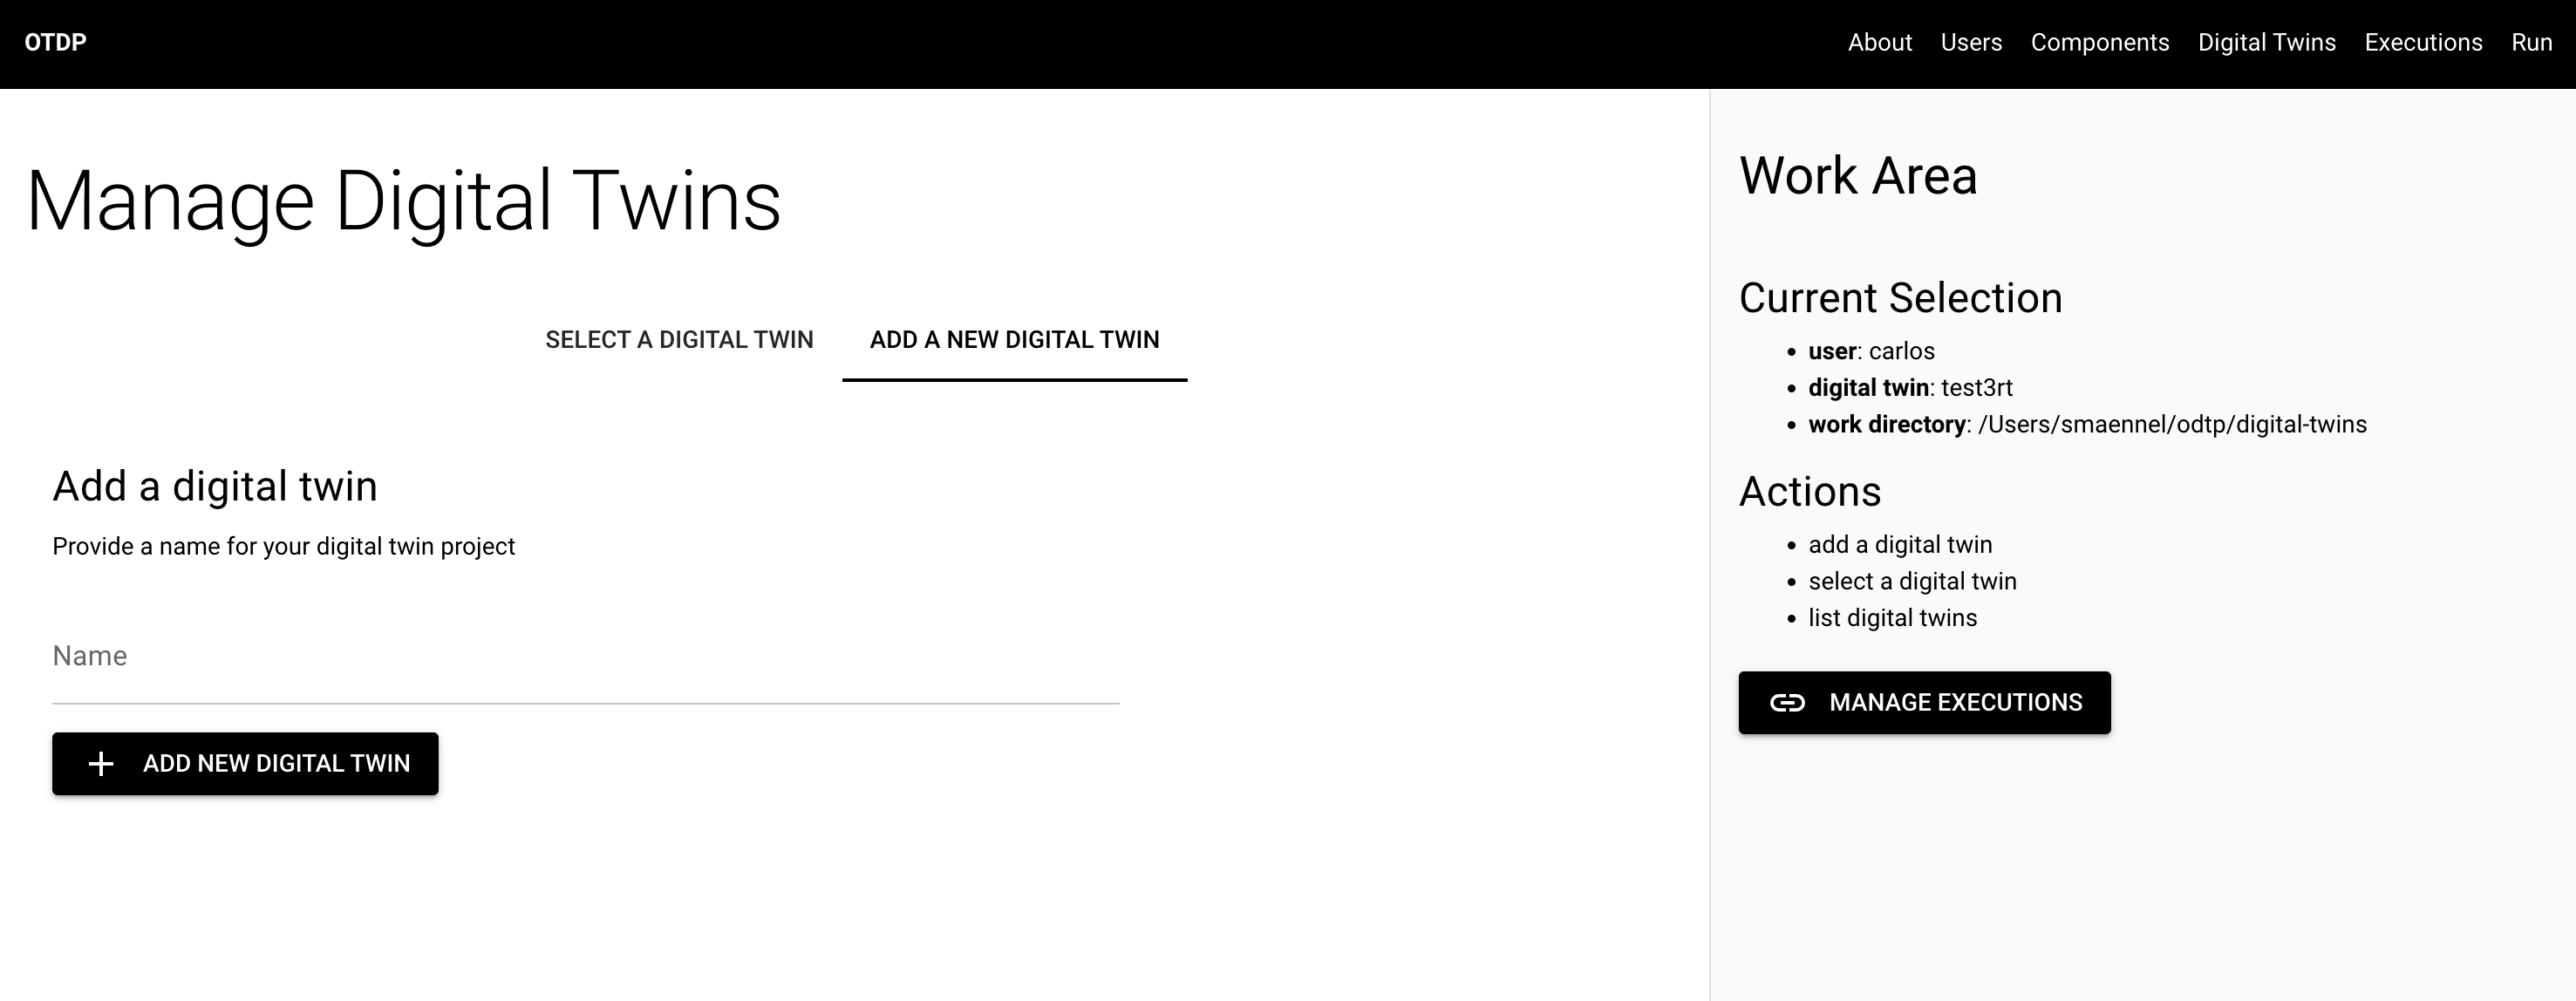 OTDP
About Users Components Digital Twins Executions Run
Manage Digital Twins
SELECT A DIGITAL TWIN ADD A NEW DIGITAL TWIN
Add a digital twin
Provide a name for your digital twin project
Name
ADD NEW DIGITAL TWIN
Work Area
Current Selection
user: carlos
digital twin: test3rt
work directory: /Users/smaennel/odtp/digital-twins
Actions
add a digital twin
select a digital twin
list digital twins
MANAGE EXECUTIONS